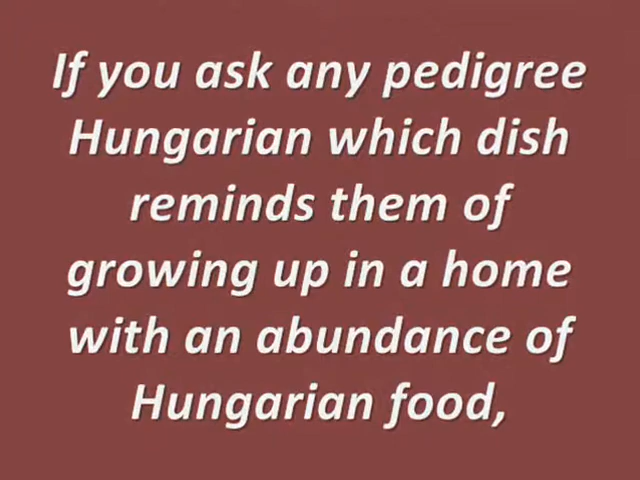 If you ask any pedigree
Hungarian which dish
reminds them of
growing up in a home
with an abundance of
Hungarian food,